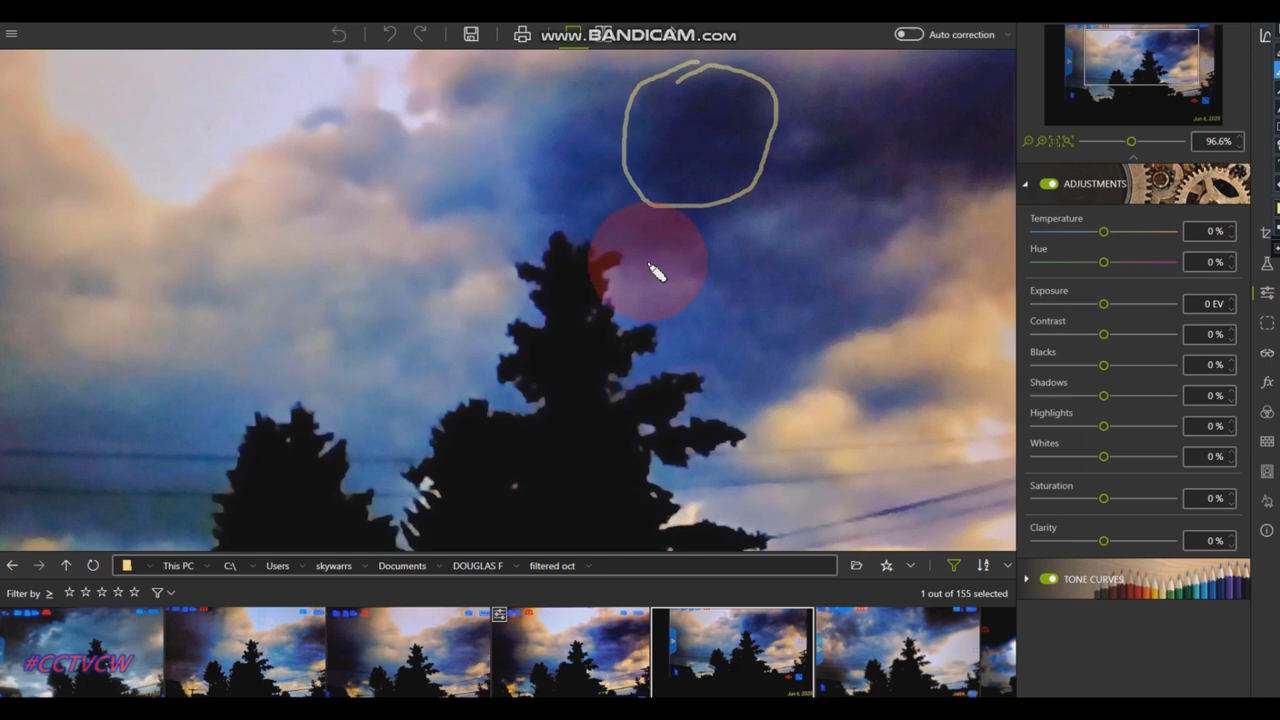 www.BANDICAM.com
Auto correction
96.6%
ADJUSTMENTS
Temperature 0 %
Hue 0 %
Exposure 0 EV
Contrast 0 %
Blacks 0 %
Shadows 0 %
Highlights 0 %
Whites 0 %
Saturation 0 %
Clarity 0 %
This PC C:\ Users skywarrs Documents DOUGLAS F filtered oct
TONE CURVES
Filter by ≥ 1 out of 155 selected
#CCTVCW